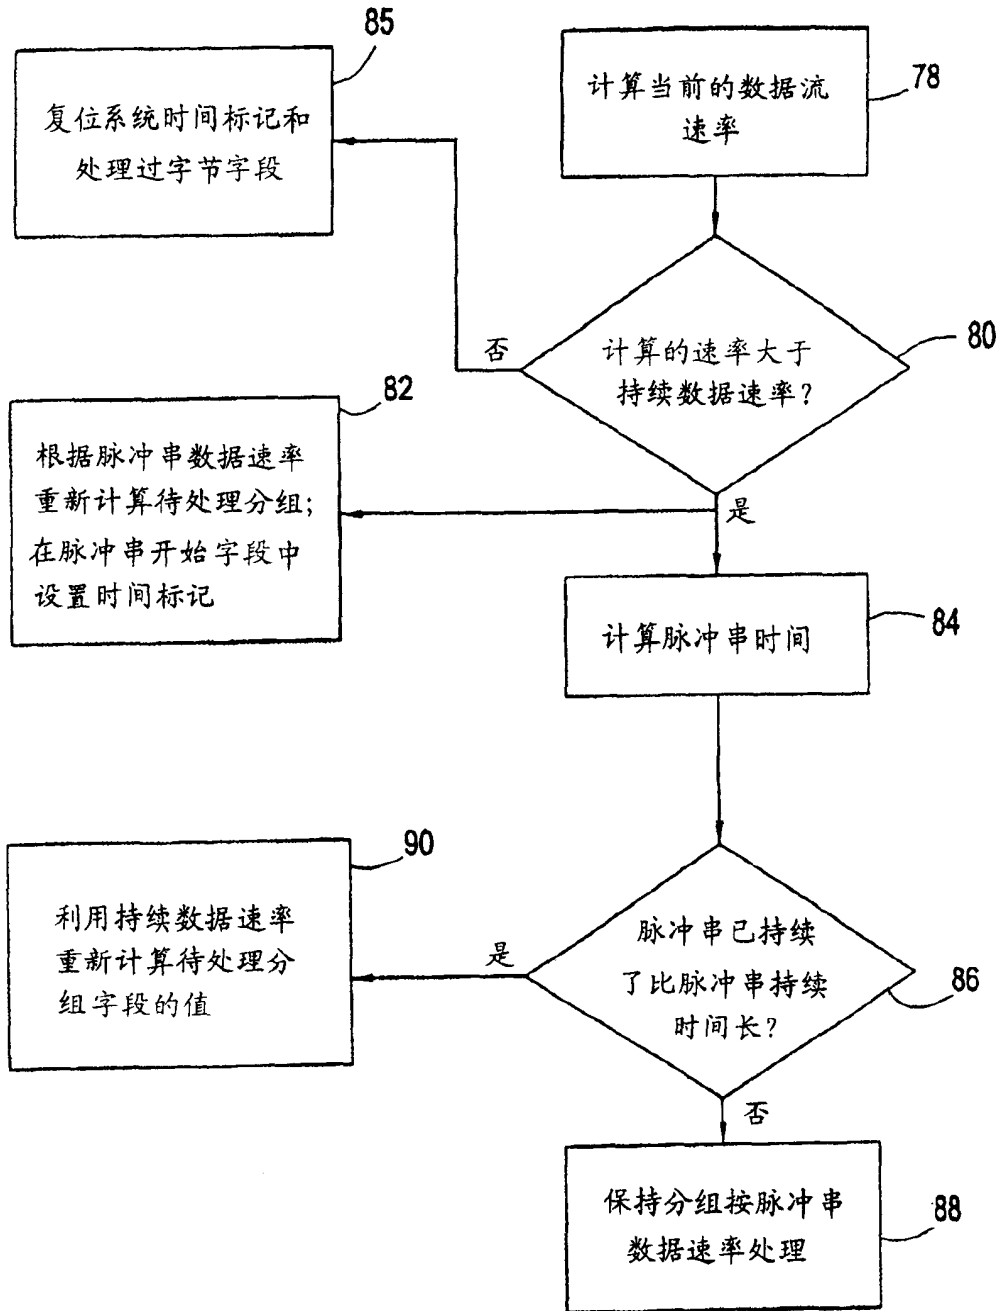 85
复位系统时间标记和
处理过字节字段
计算当前的数据流
速率
78
计算的速率大于
持续数据速率?
80
否
是
82
根据脉冲串数据速率
重新计算待处理分组;
在脉冲串开始字段中
设置时间标记
计算脉冲串时间
84
90
利用持续数据速率
重新计算待处理分
组字段的值
是
脉冲串已持续
了比脉冲串持续
时间长?
86
否
保持分组按脉冲串
数据速率处理
88